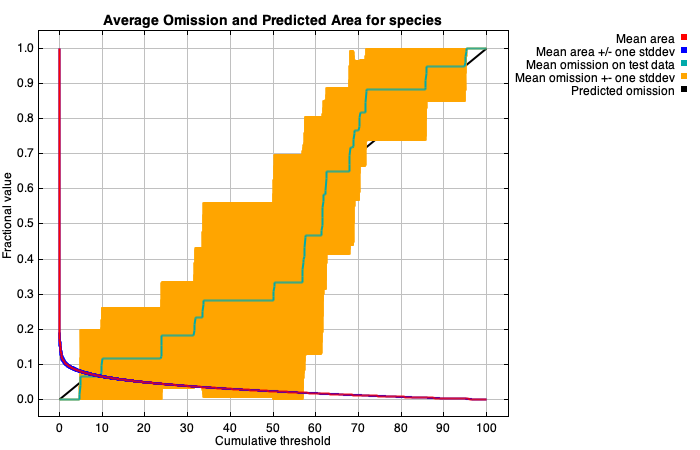 Average Omission and Predicted Area for species
Mean area
Mean area +/- one stddev
Mean omission on test data
Mean omission +- one stddev
Predicted omission
Fractional value
1.0
0.9
0.8
0.7
0.6
0.5
0.4
0.3
0.2
0.1
0.0
0 10 20 30 40 50 60 70 80 90 100
Cumulative threshold